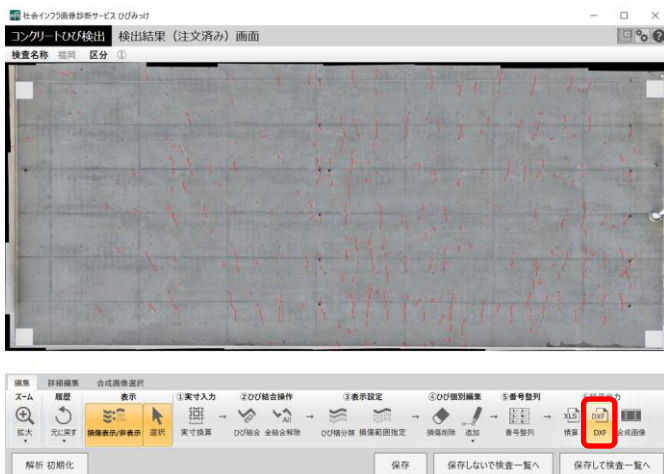 社会インフラ画像診断サービス ひびみっけ
コンクリートひび検出 検出結果（注文済み）画面
検査名称 福岡 区分 ①
編集 詳細編集 合成画像選択
ズーム 履歴 表示 ①実寸入力 ②ひび結合操作 ③表示設定 ④ひび個別編集 ⑤番号整列
All XLS DXF
拡大 元に戻す 損傷表示/非表示 選択 実寸換算 ひび結合 全結合解除 ひび幅分類 損傷範囲指定 損傷削除 追加 番号整列 積算 DXF 合成画像
解析 初期化 保存 保存しないで検査一覧へ 保存して検査一覧へ